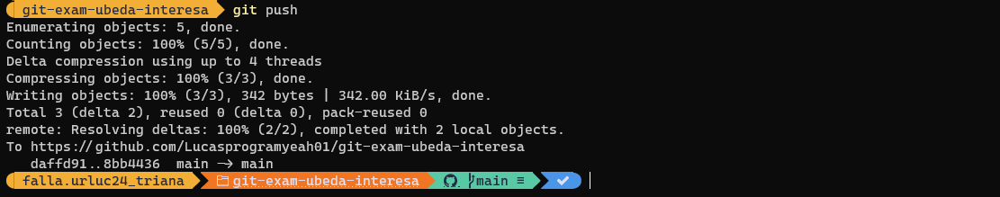 git-exam-ubeda-interesa git push
Enumerating objects: 5, done.
Counting objects: 100% (5/5), done.
Delta compression using up to 4 threads
Compressing objects: 100% (3/3), done.
Writing objects: 100% (3/3), 342 bytes | 342.00 KiB/s, done.
Total 3 (delta 2), reused 0 (delta 0), pack-reused 0
remote: Resolving deltas: 100% (2/2), completed with 2 local objects.
To https://github.com/Lucasprogramyeah01/git-exam-ubeda-interesa
   daffd91..8bb4436  main -> main
falla.urluc24_triana git-exam-ubeda-interesa main ≡ ✔